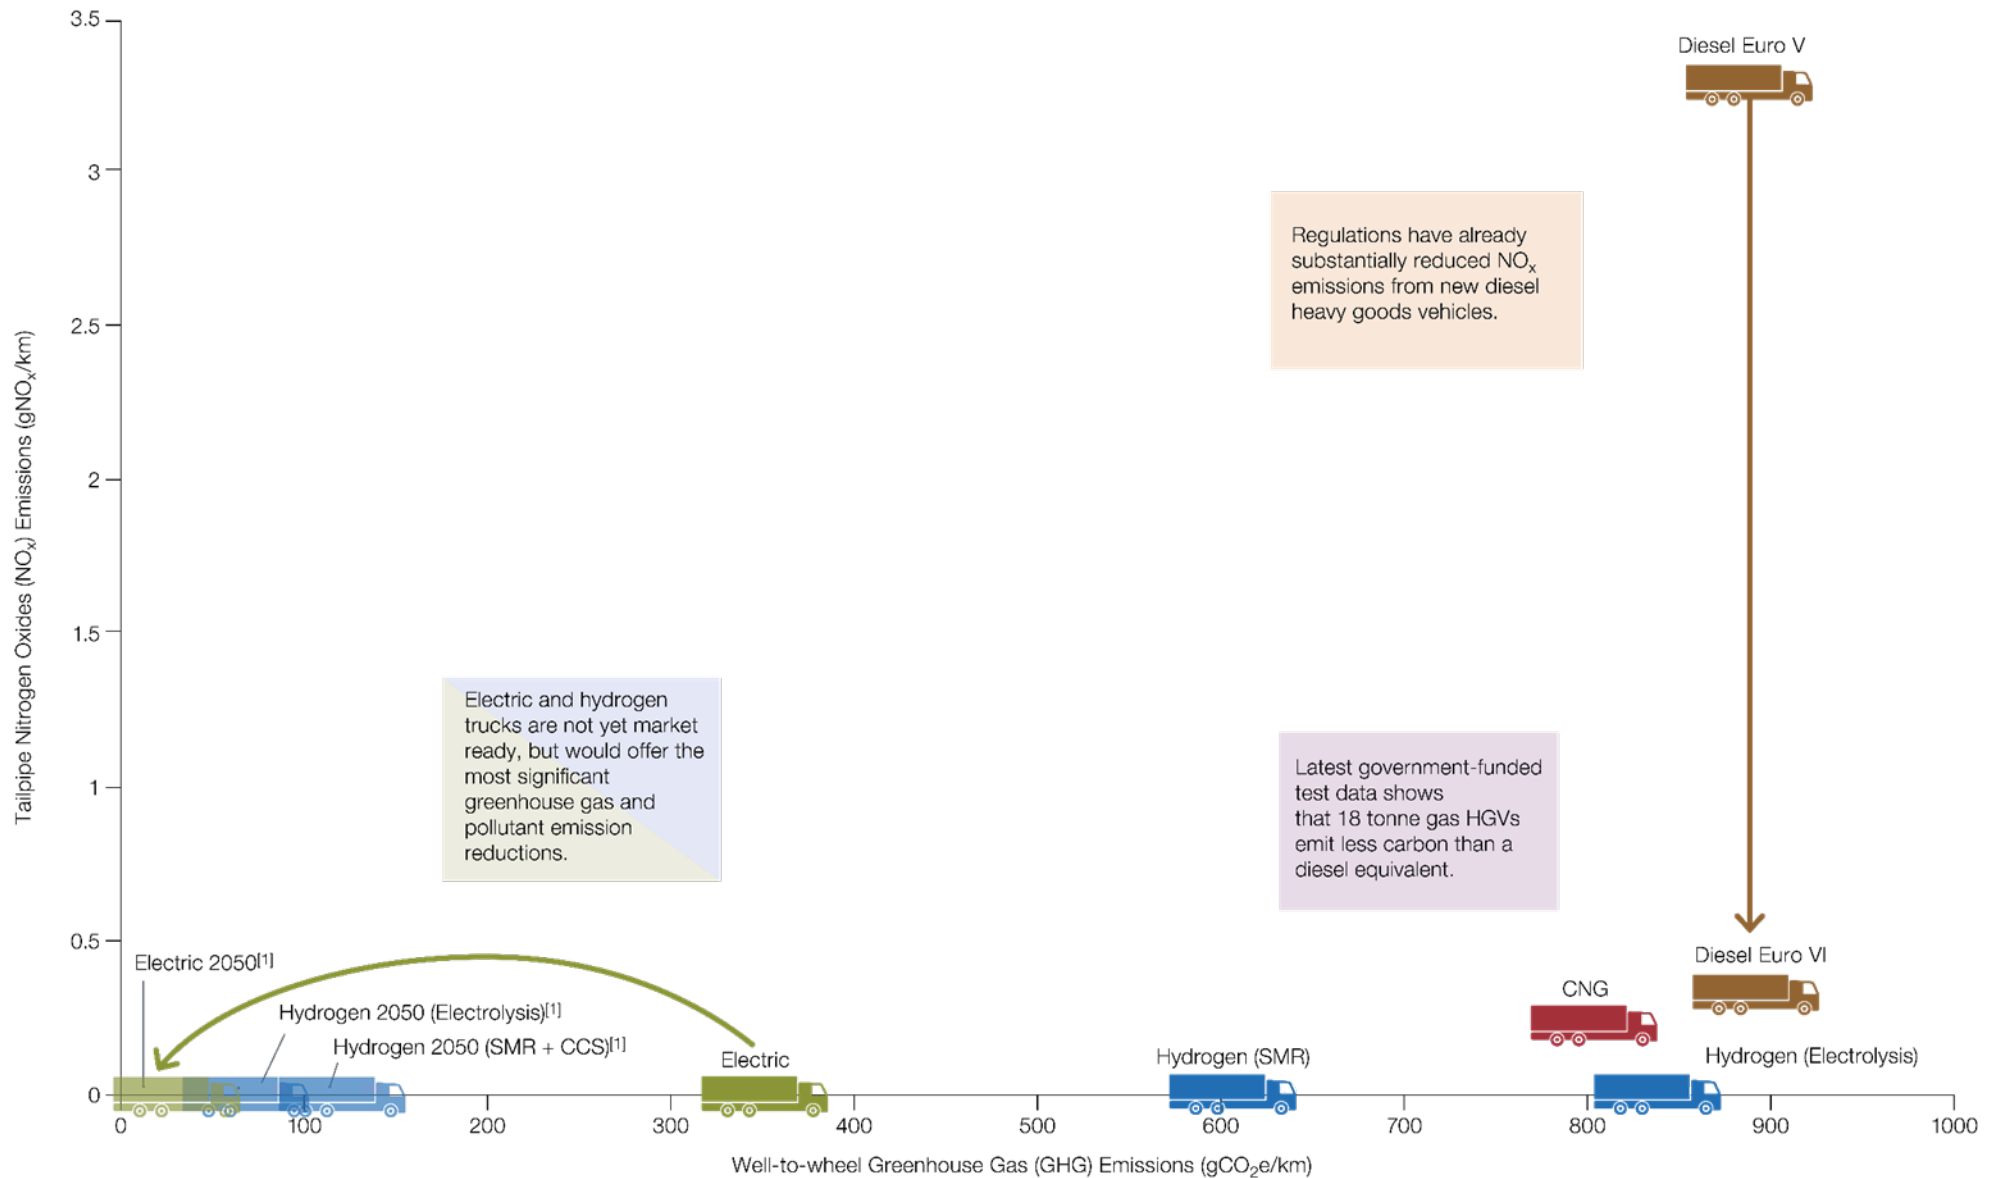 3.5
Diesel Euro V
3
Regulations have already
substantially reduced NOx
emissions from new diesel
heavy goods vehicles.
2.5
Tailpipe Nitrogen Oxides (NOx) Emissions (gNOx/km)
2
1.5
Electric and hydrogen
trucks are not yet market
ready, but would offer the
most significant
greenhouse gas and
pollutant emission
reductions.
1
Latest government-funded
test data shows
that 18 tonne gas HGVs
emit less carbon than a
diesel equivalent.
0.5
Electric 2050[1]
Diesel Euro VI
CNG
Hydrogen 2050 (Electrolysis)[1]
Hydrogen 2050 (SMR + CCS)[1]
Electric
Hydrogen (SMR)
Hydrogen (Electrolysis)
0
0 100 200 300 400 500 600 700 800 900 1000
Well-to-wheel Greenhouse Gas (GHG) Emissions (gCO2e/km)